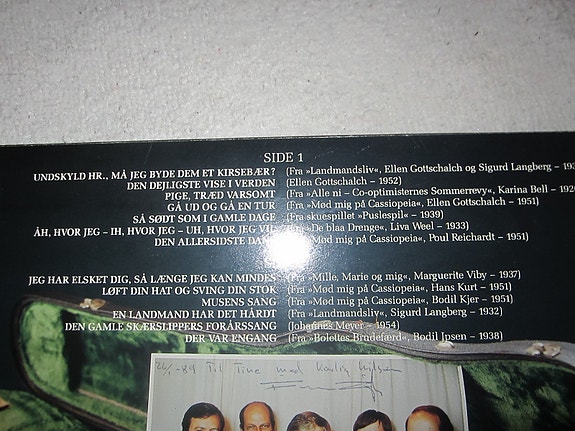 SIDE 1
UNDSKYLD HR., MÅ JEG BYDE DEM ET KIRSEBÆR? (Fra »Landmandsliv«, Ellen Gottschalch og Sigurd Langberg –
DEN DEJLIGSTE VISE I VERDEN (Ellen Gottschalch – 1952)
PIGE, TRÆD VARSOMT (Fra »Alle ni – Co-optimisternes Sommerrevy«, Karina Bell –
GÅ UD OG GÅ EN TUR (Fra »Mød mig på Cassiopeia«, Ellen Gottschalch – 1951)
SÅ SØDT SOM I GAMLE DAGE (Fra skuespillet »Puslespil« – 1939)
ÅH, HVOR JEG – IH, HVOR JEG – UH, HVOR JEG VIL (Fra »De blaa Drenge«, Liva Weel – 1933)
DEN ALLERSIDSTE (Fra »Mød mig på Cassiopeia«, Poul Reichardt – 1951)
JEG HAR ELSKET DIG, SÅ LÆNGE JEG KAN MINDES (Fra »Mille, Marie og mig«, Marguerite Viby – 1937)
LØFT DIN HAT OG SVING DIN STOK (Fra »Mød mig på Cassiopeia«, Hans Kurt – 1951)
MUSENS SANG (Fra »Mød mig på Cassiopeia«, Bodil Kjer – 1951)
EN LANDMAND HAR DET HÅRDT (Fra »Landmandsliv«, Sigurd Langberg – 1932)
DEN GAMLE SKÆRSLIPPERS FORÅRSSANG (Johannes Meyer – 1954)
DER VAR ENGANG (Fra »Bolettes Brudefærd«, Bodil Ipsen – 1938)
Til Tine med